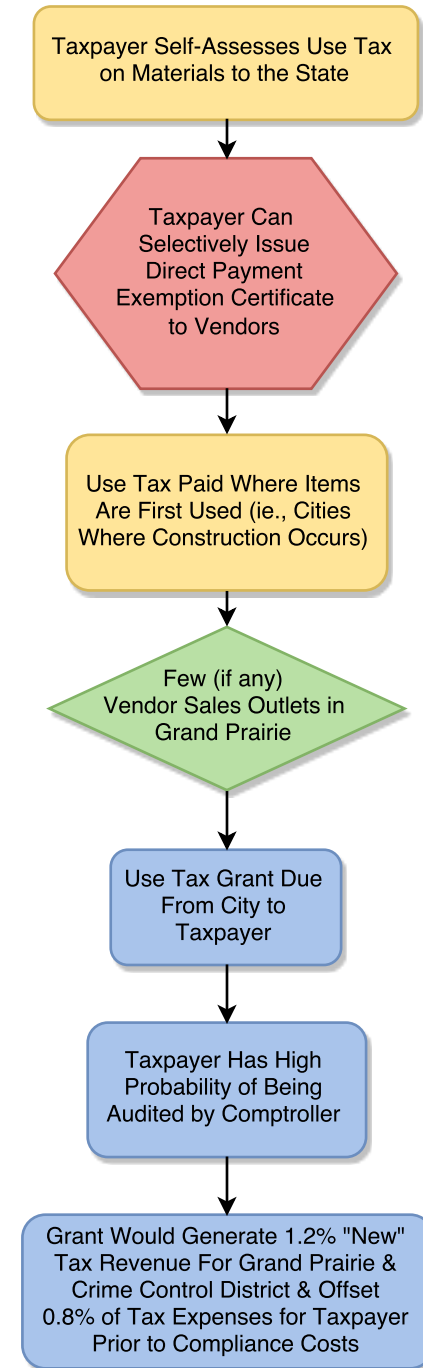 Taxpayer Self-Assesses Use Tax
on Materials to the State
Taxpayer Can
Selectively Issue
Direct Payment
Exemption Certificate
to Vendors
Use Tax Paid Where Items
Are First Used (ie., Cities
Where Construction Occurs)
Few (if any)
Vendor Sales Outlets in
Grand Prairie
Use Tax Grant Due
From City to
Taxpayer
Taxpayer Has High
Probability of Being
Audited by Comptroller
Grant Would Generate 1.2% "New"
Tax Revenue For Grand Prairie &
Crime Control District & Offset
0.8% of Tax Expenses for Taxpayer
Prior to Compliance Costs